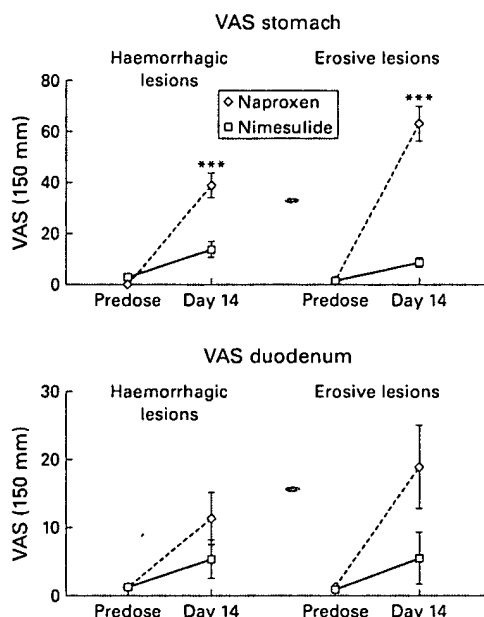 VAS stomach
Haemorrhagic lesions
Erosive lesions
Naproxen
Nimesulide
***
***
VAS (150 mm)
80
60
40
20
0
Predose Day 14 Predose Day 14
VAS duodenum
Haemorrhagic lesions
Erosive lesions
VAS (150 mm)
30
20
10
0
Predose Day 14 Predose Day 14